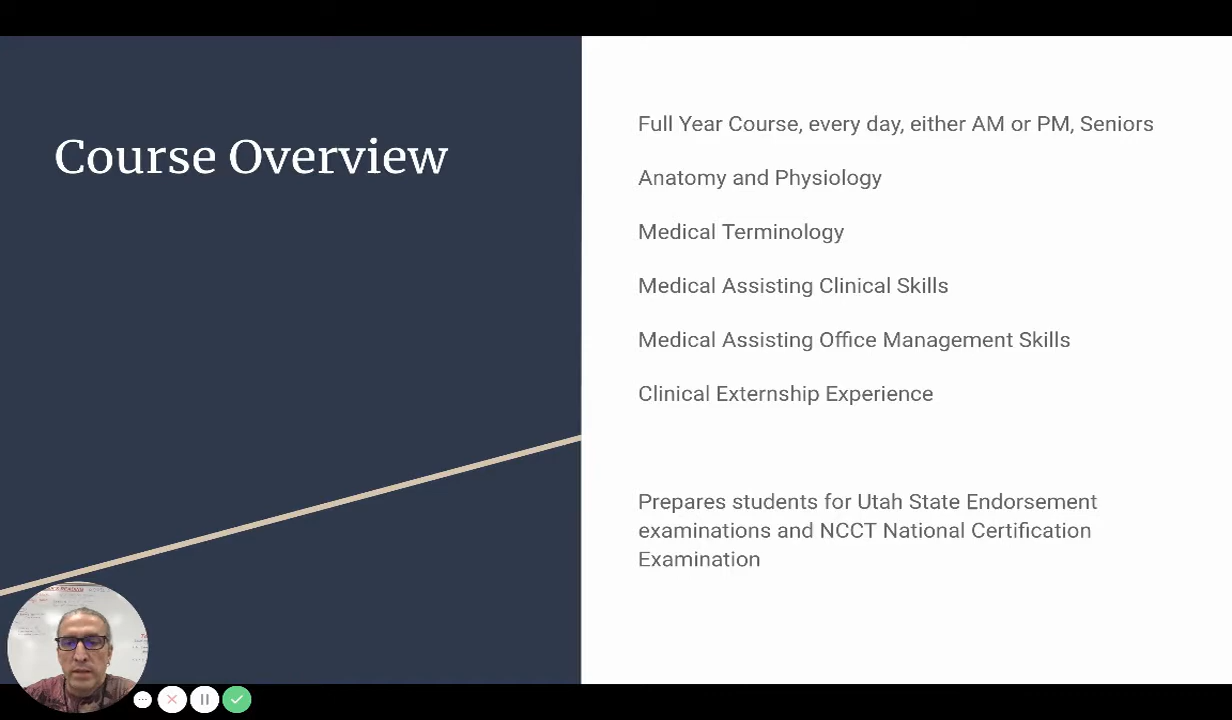 Course Overview
Full Year Course, every day, either AM or PM, Seniors
Anatomy and Physiology
Medical Terminology
Medical Assisting Clinical Skills
Medical Assisting Office Management Skills
Clinical Externship Experience
Prepares students for Utah State Endorsement
examinations and NCCT National Certification
Examination